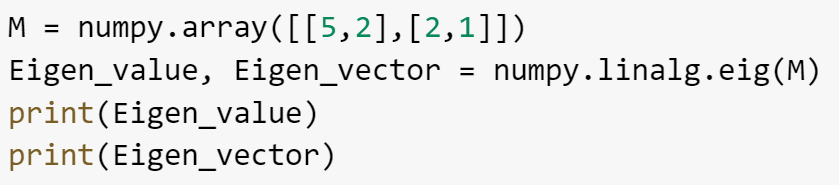 M = numpy.array([[5,2],[2,1]])
Eigen_value, Eigen_vector = numpy.linalg.eig(M)
print(Eigen_value)
print(Eigen_vector)